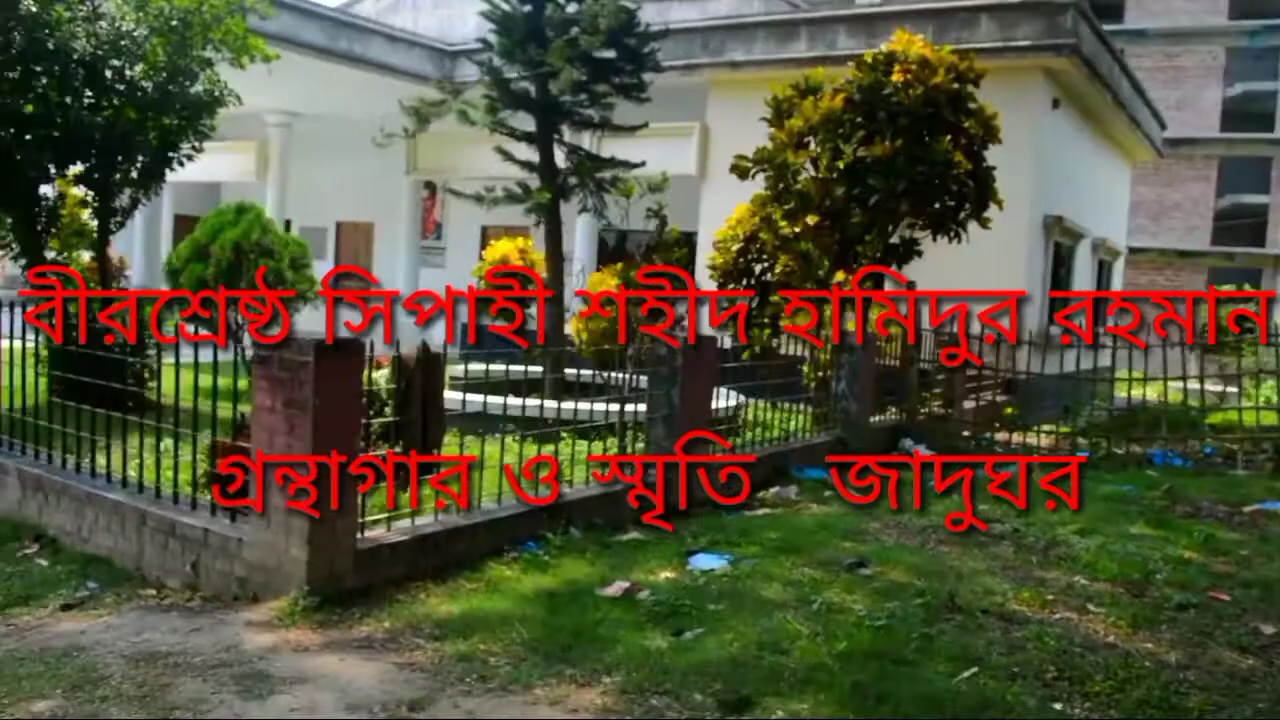 বীরশ্রেষ্ঠ সিপাহী শহীদ হামিদুর রহমান
গ্রন্থাগার ও স্মৃতি জাদুঘর